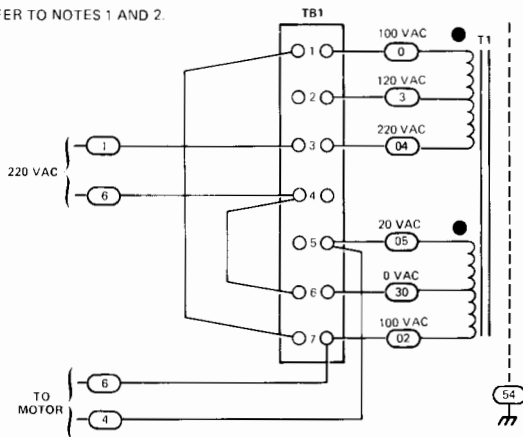 FER TO NOTES 1 AND 2.
TB1
T1
100 VAC
1
0
120 VAC
2
3
220 VAC
1
3
04
220 VAC
6
4
20 VAC
5
05
0 VAC
6
30
100 VAC
7
02
6
TO
MOTOR
4
54